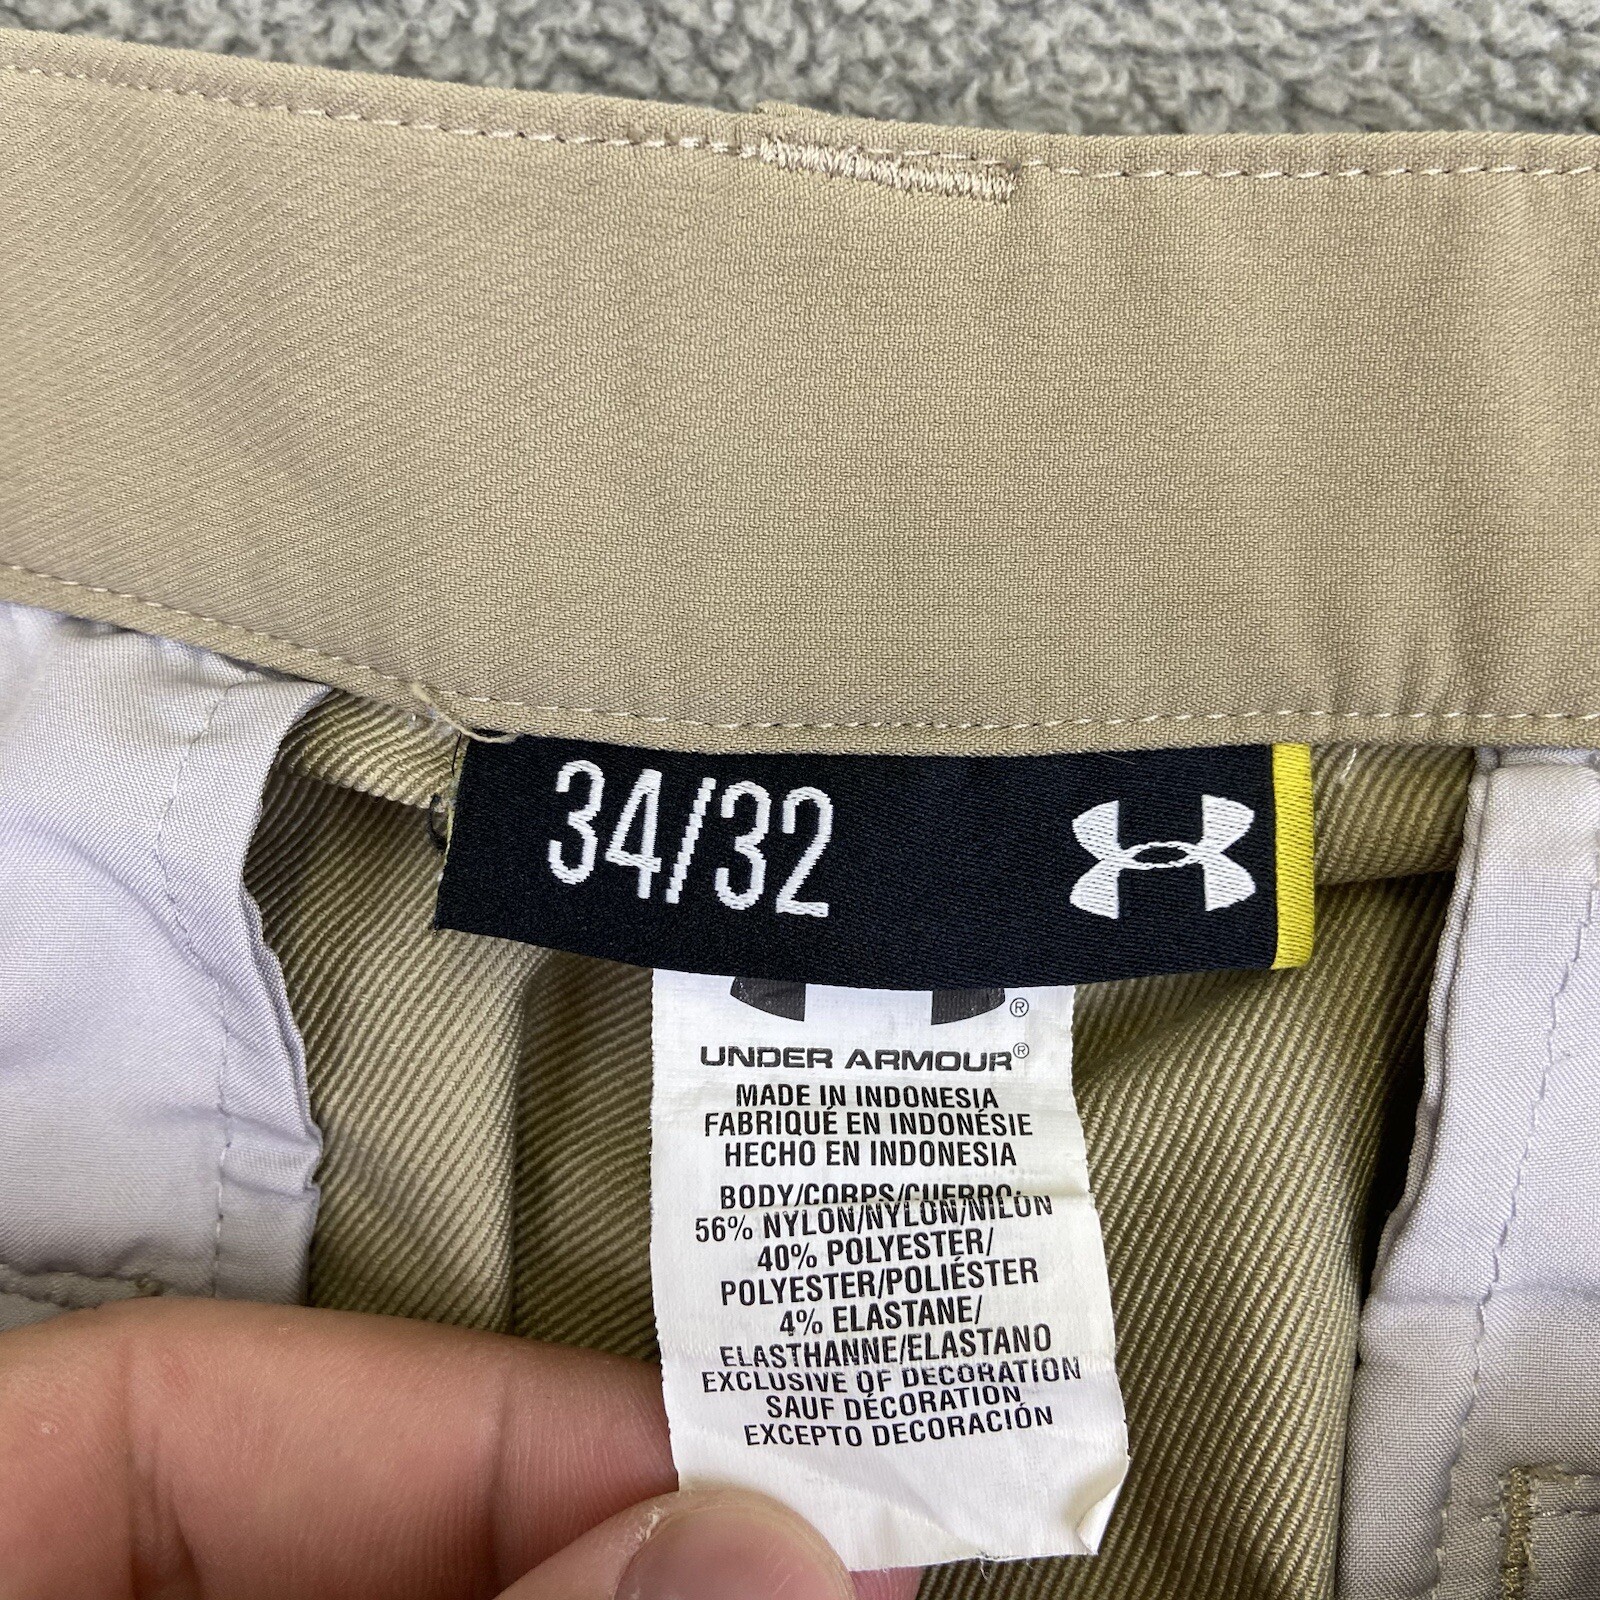 34/32
®
UNDER ARMOUR®
MADE IN INDONESIA
FABRIQUÉ EN INDONÉSIE
HECHO EN INDONESIA
BODY/CORPS/CUERPO:
56% NYLON/NYLON/NILÓN
40% POLYESTER/
POLYESTER/POLIÉSTER
4% ELASTANE/
ELASTHANNE/ELASTANO
EXCLUSIVE OF DECORATION
SAUF DÉCORATION
EXCEPTO DECORACIÓN